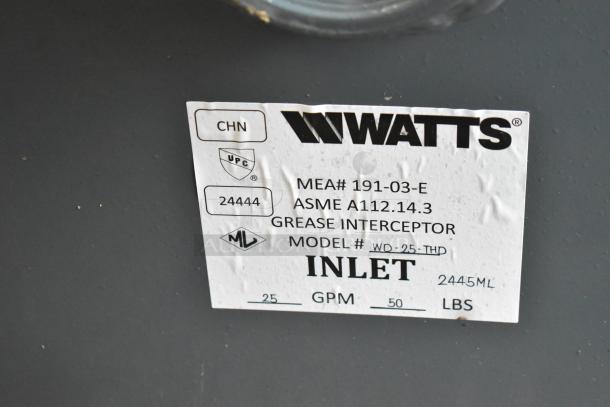 CHN
WATTS®
UPC
®
MEA# 191-03-E
24444
ASME A112.14.3
GREASE INTERCEPTOR
ML
MODEL # WD-25-THD
INLET
2445ML
25 GPM 50 LBS